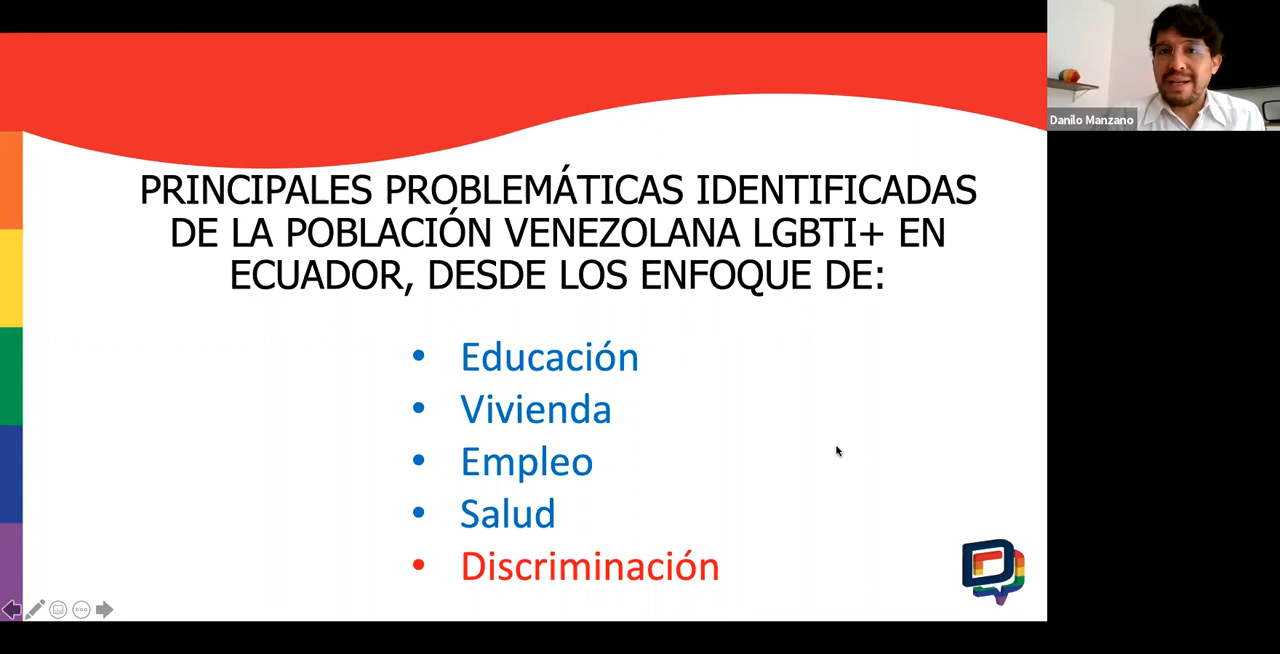 Danilo Manzano
PRINCIPALES PROBLEMÁTICAS IDENTIFICADAS
DE LA POBLACIÓN VENEZOLANA LGBTI+ EN
ECUADOR, DESDE LOS ENFOQUE DE:
• Educación
• Vivienda
• Empleo
• Salud
• Discriminación